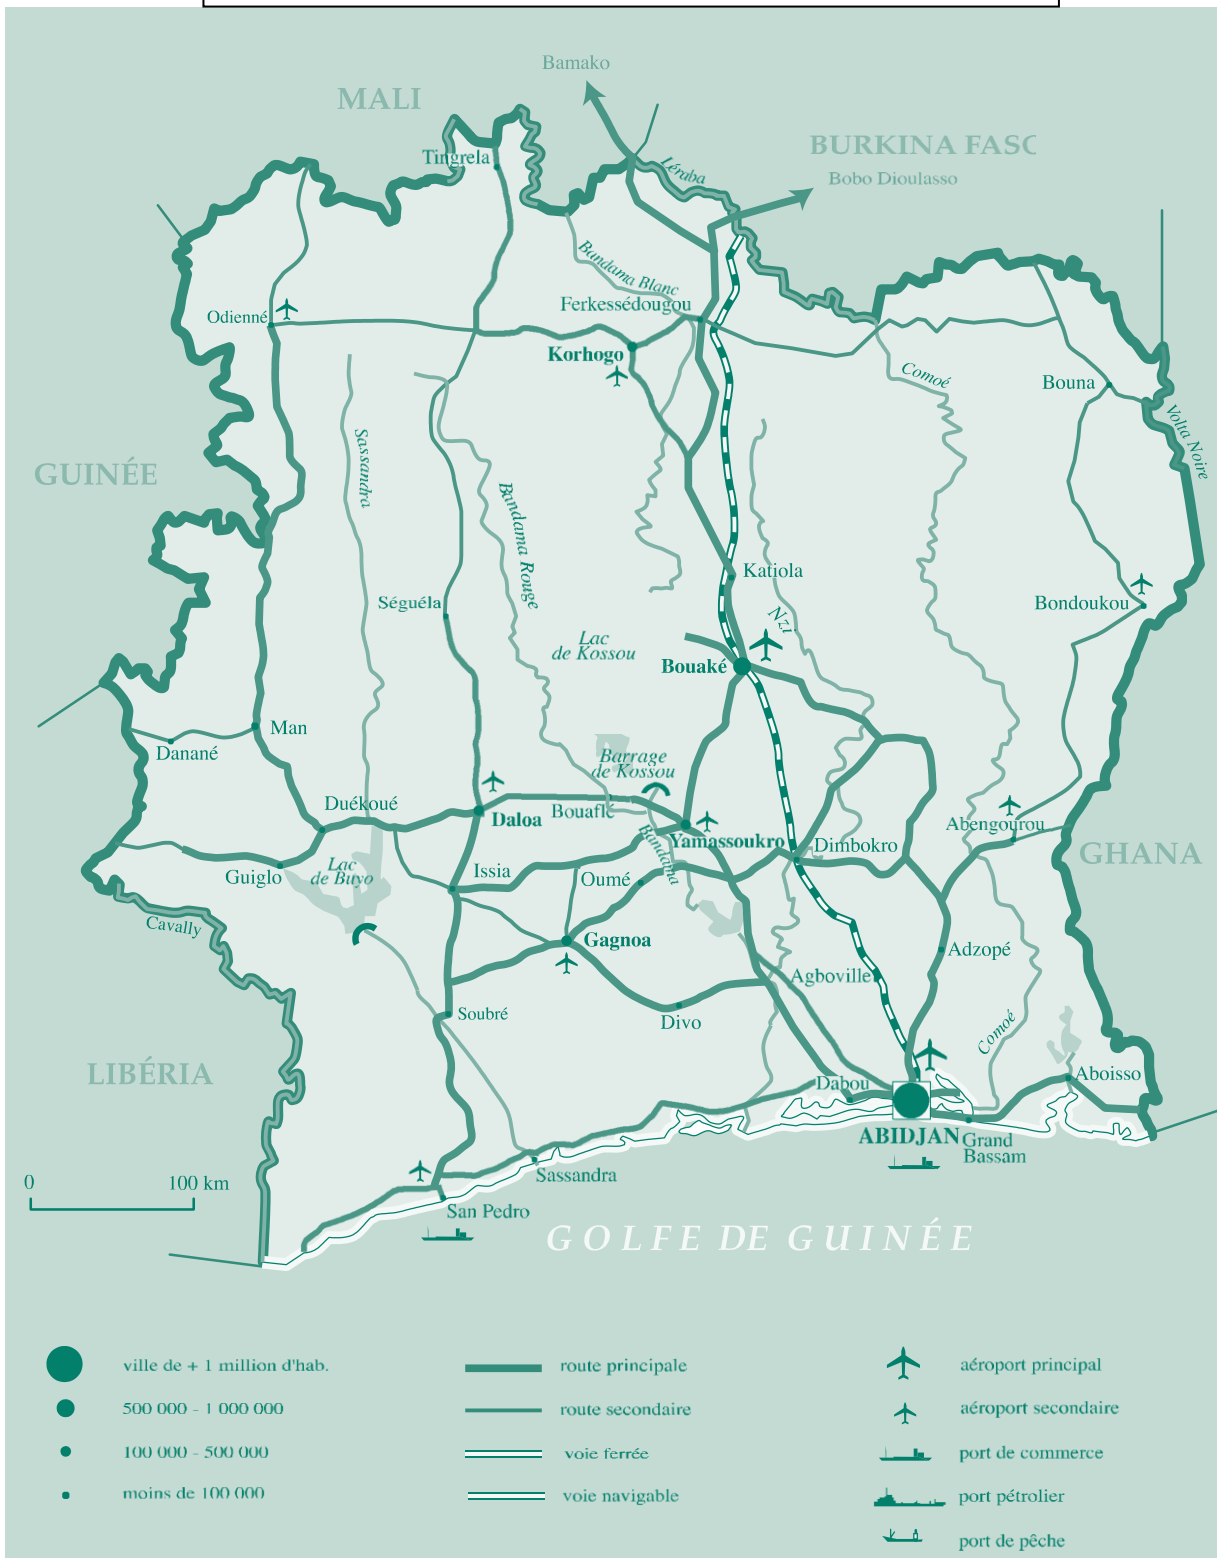 Bamako
MALI
BURKINA FASO
Tingrela
Léraba
Bobo Dioulasso
Bandama Blanc
Ferkessédougou
Odienné
Korhogo
Comoé
Bouna
Volta Noire
Sassandra
GUINÉE
Bandama Rouge
Katiola
Séguéla
Bondoukou
Nzi
Lac
de Kossou
Bouaké
Man
Danané
Barrage
de Kossou
Duékoué
Daloa
Bouaflé
Yamassoukro
Abengourou
Dimbokro
GHANA
Bandama
Guiglo
Lac
de Buyo
Issia
Oumé
Cavally
Gagnoa
Adzopé
Agboville
Soubré
Divo
Comoé
LIBÉRIA
Dabou
Aboisso
ABIDJAN
Grand
Bassam
0
100 km
Sassandra
San Pedro
GOLFE DE GUINÉE
ville de + 1 million d'hab.
route principale
aéroport principal
500 000 - 1 000 000
route secondaire
aéroport secondaire
100 000 - 500 000
voie ferrée
port de commerce
moins de 100 000
voie navigable
port pétrolier
port de pêche